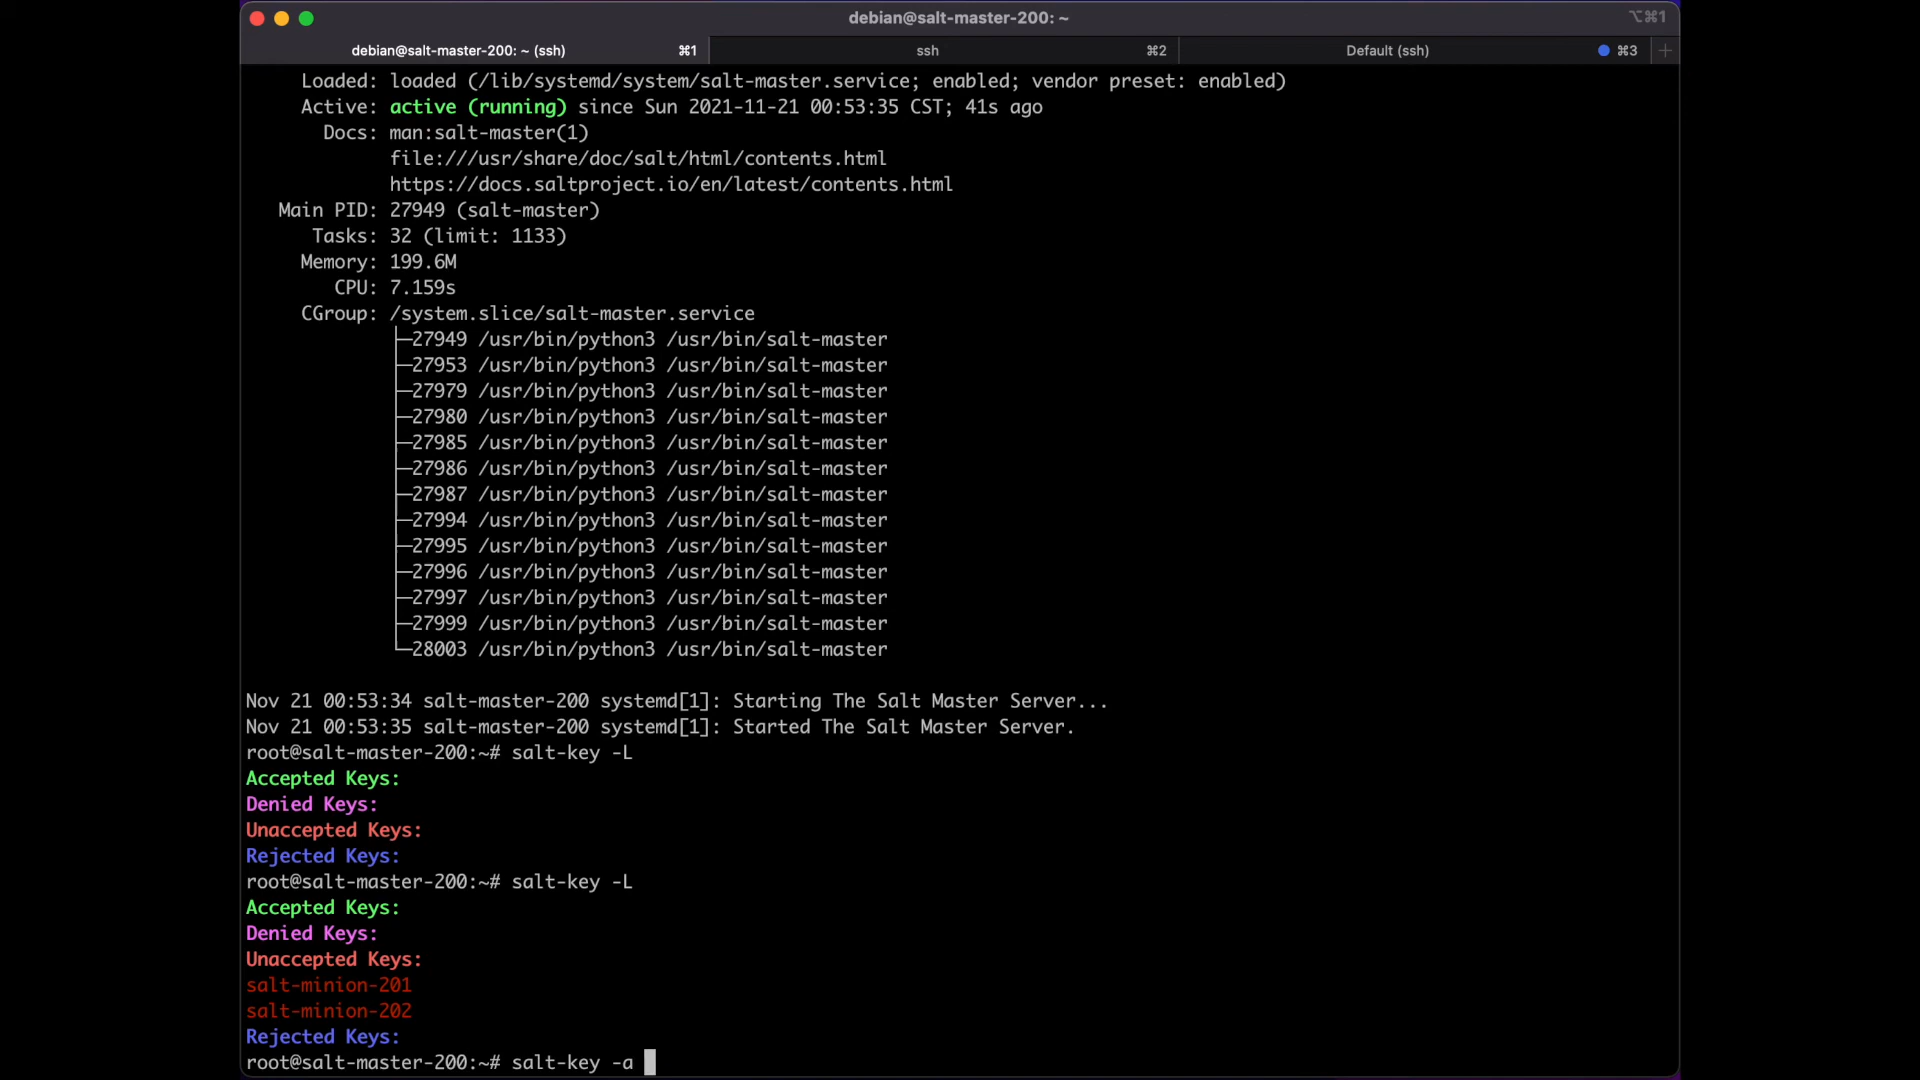 debian@salt-master-200: ~
⌥⌘1
debian@salt-master-200: ~ (ssh) ⌘1
ssh ⌘2
Default (ssh) ⌘3
Loaded: loaded (/lib/systemd/system/salt-master.service; enabled; vendor preset: enabled)
Active: active (running) since Sun 2021-11-21 00:53:35 CST; 41s ago
Docs: man:salt-master(1)
file:///usr/share/doc/salt/html/contents.html
https://docs.saltproject.io/en/latest/contents.html
Main PID: 27949 (salt-master)
Tasks: 32 (limit: 1133)
Memory: 199.6M
CPU: 7.159s
CGroup: /system.slice/salt-master.service
├─27949 /usr/bin/python3 /usr/bin/salt-master
├─27953 /usr/bin/python3 /usr/bin/salt-master
├─27979 /usr/bin/python3 /usr/bin/salt-master
├─27980 /usr/bin/python3 /usr/bin/salt-master
├─27985 /usr/bin/python3 /usr/bin/salt-master
├─27986 /usr/bin/python3 /usr/bin/salt-master
├─27987 /usr/bin/python3 /usr/bin/salt-master
├─27994 /usr/bin/python3 /usr/bin/salt-master
├─27995 /usr/bin/python3 /usr/bin/salt-master
├─27996 /usr/bin/python3 /usr/bin/salt-master
├─27997 /usr/bin/python3 /usr/bin/salt-master
├─27999 /usr/bin/python3 /usr/bin/salt-master
└─28003 /usr/bin/python3 /usr/bin/salt-master
Nov 21 00:53:34 salt-master-200 systemd[1]: Starting The Salt Master Server...
Nov 21 00:53:35 salt-master-200 systemd[1]: Started The Salt Master Server.
root@salt-master-200:~# salt-key -L
Accepted Keys:
Denied Keys:
Unaccepted Keys:
Rejected Keys:
root@salt-master-200:~# salt-key -L
Accepted Keys:
Denied Keys:
Unaccepted Keys:
salt-minion-201
salt-minion-202
Rejected Keys:
root@salt-master-200:~# salt-key -a